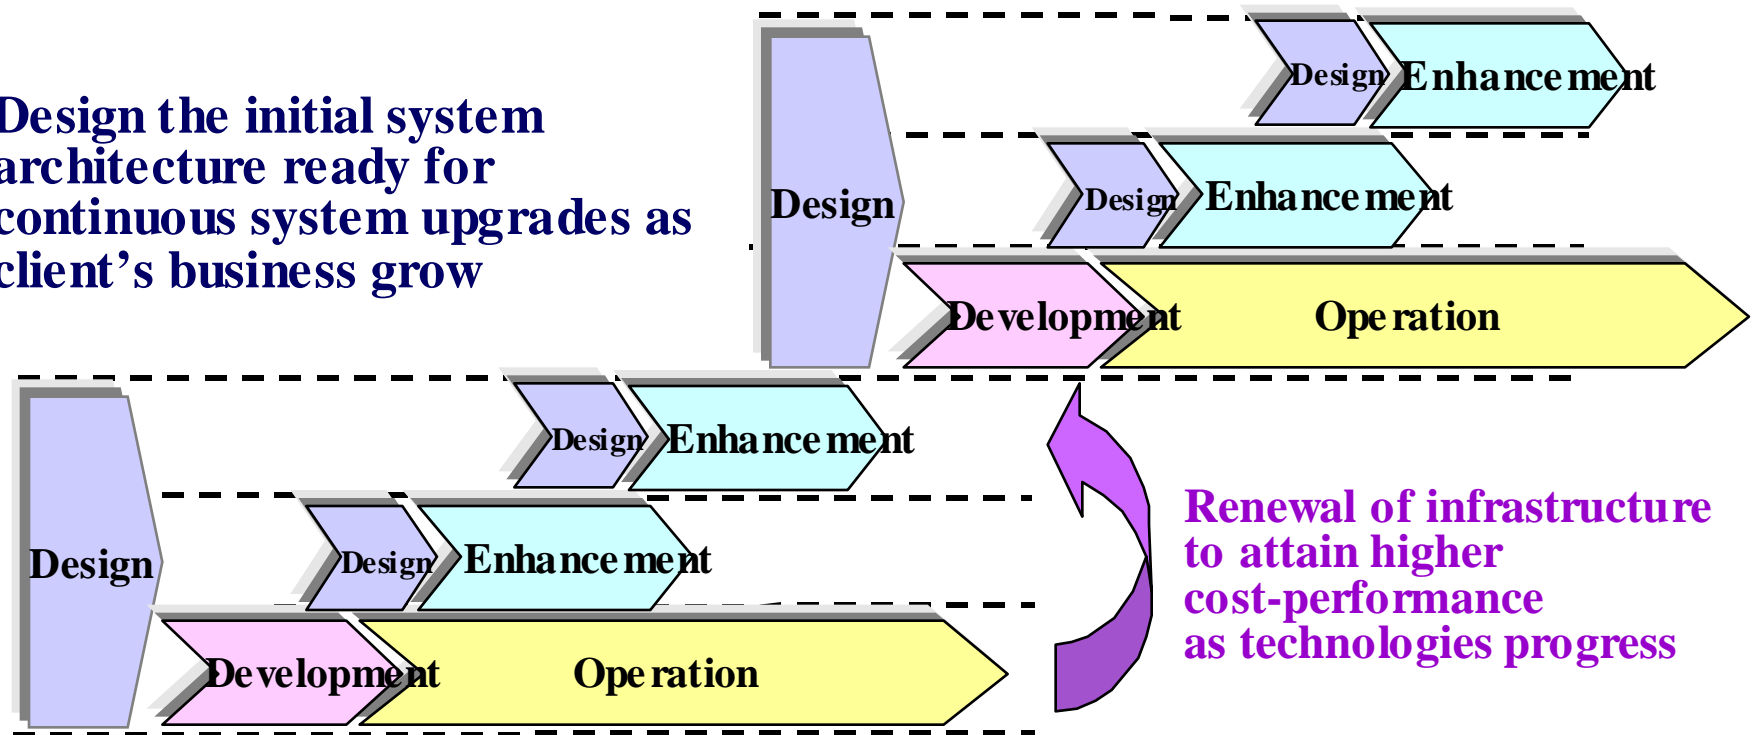 Design the initial system
architecture ready for
continuous system upgrades as
client’s business grow
Design
Design
Enhancement
Design
Enhancement
Development
Operation
Design
Design
Enhancement
Design
Enhancement
Development
Operation
Renewal of infrastructure
to attain higher
cost-performance
as technologies progress